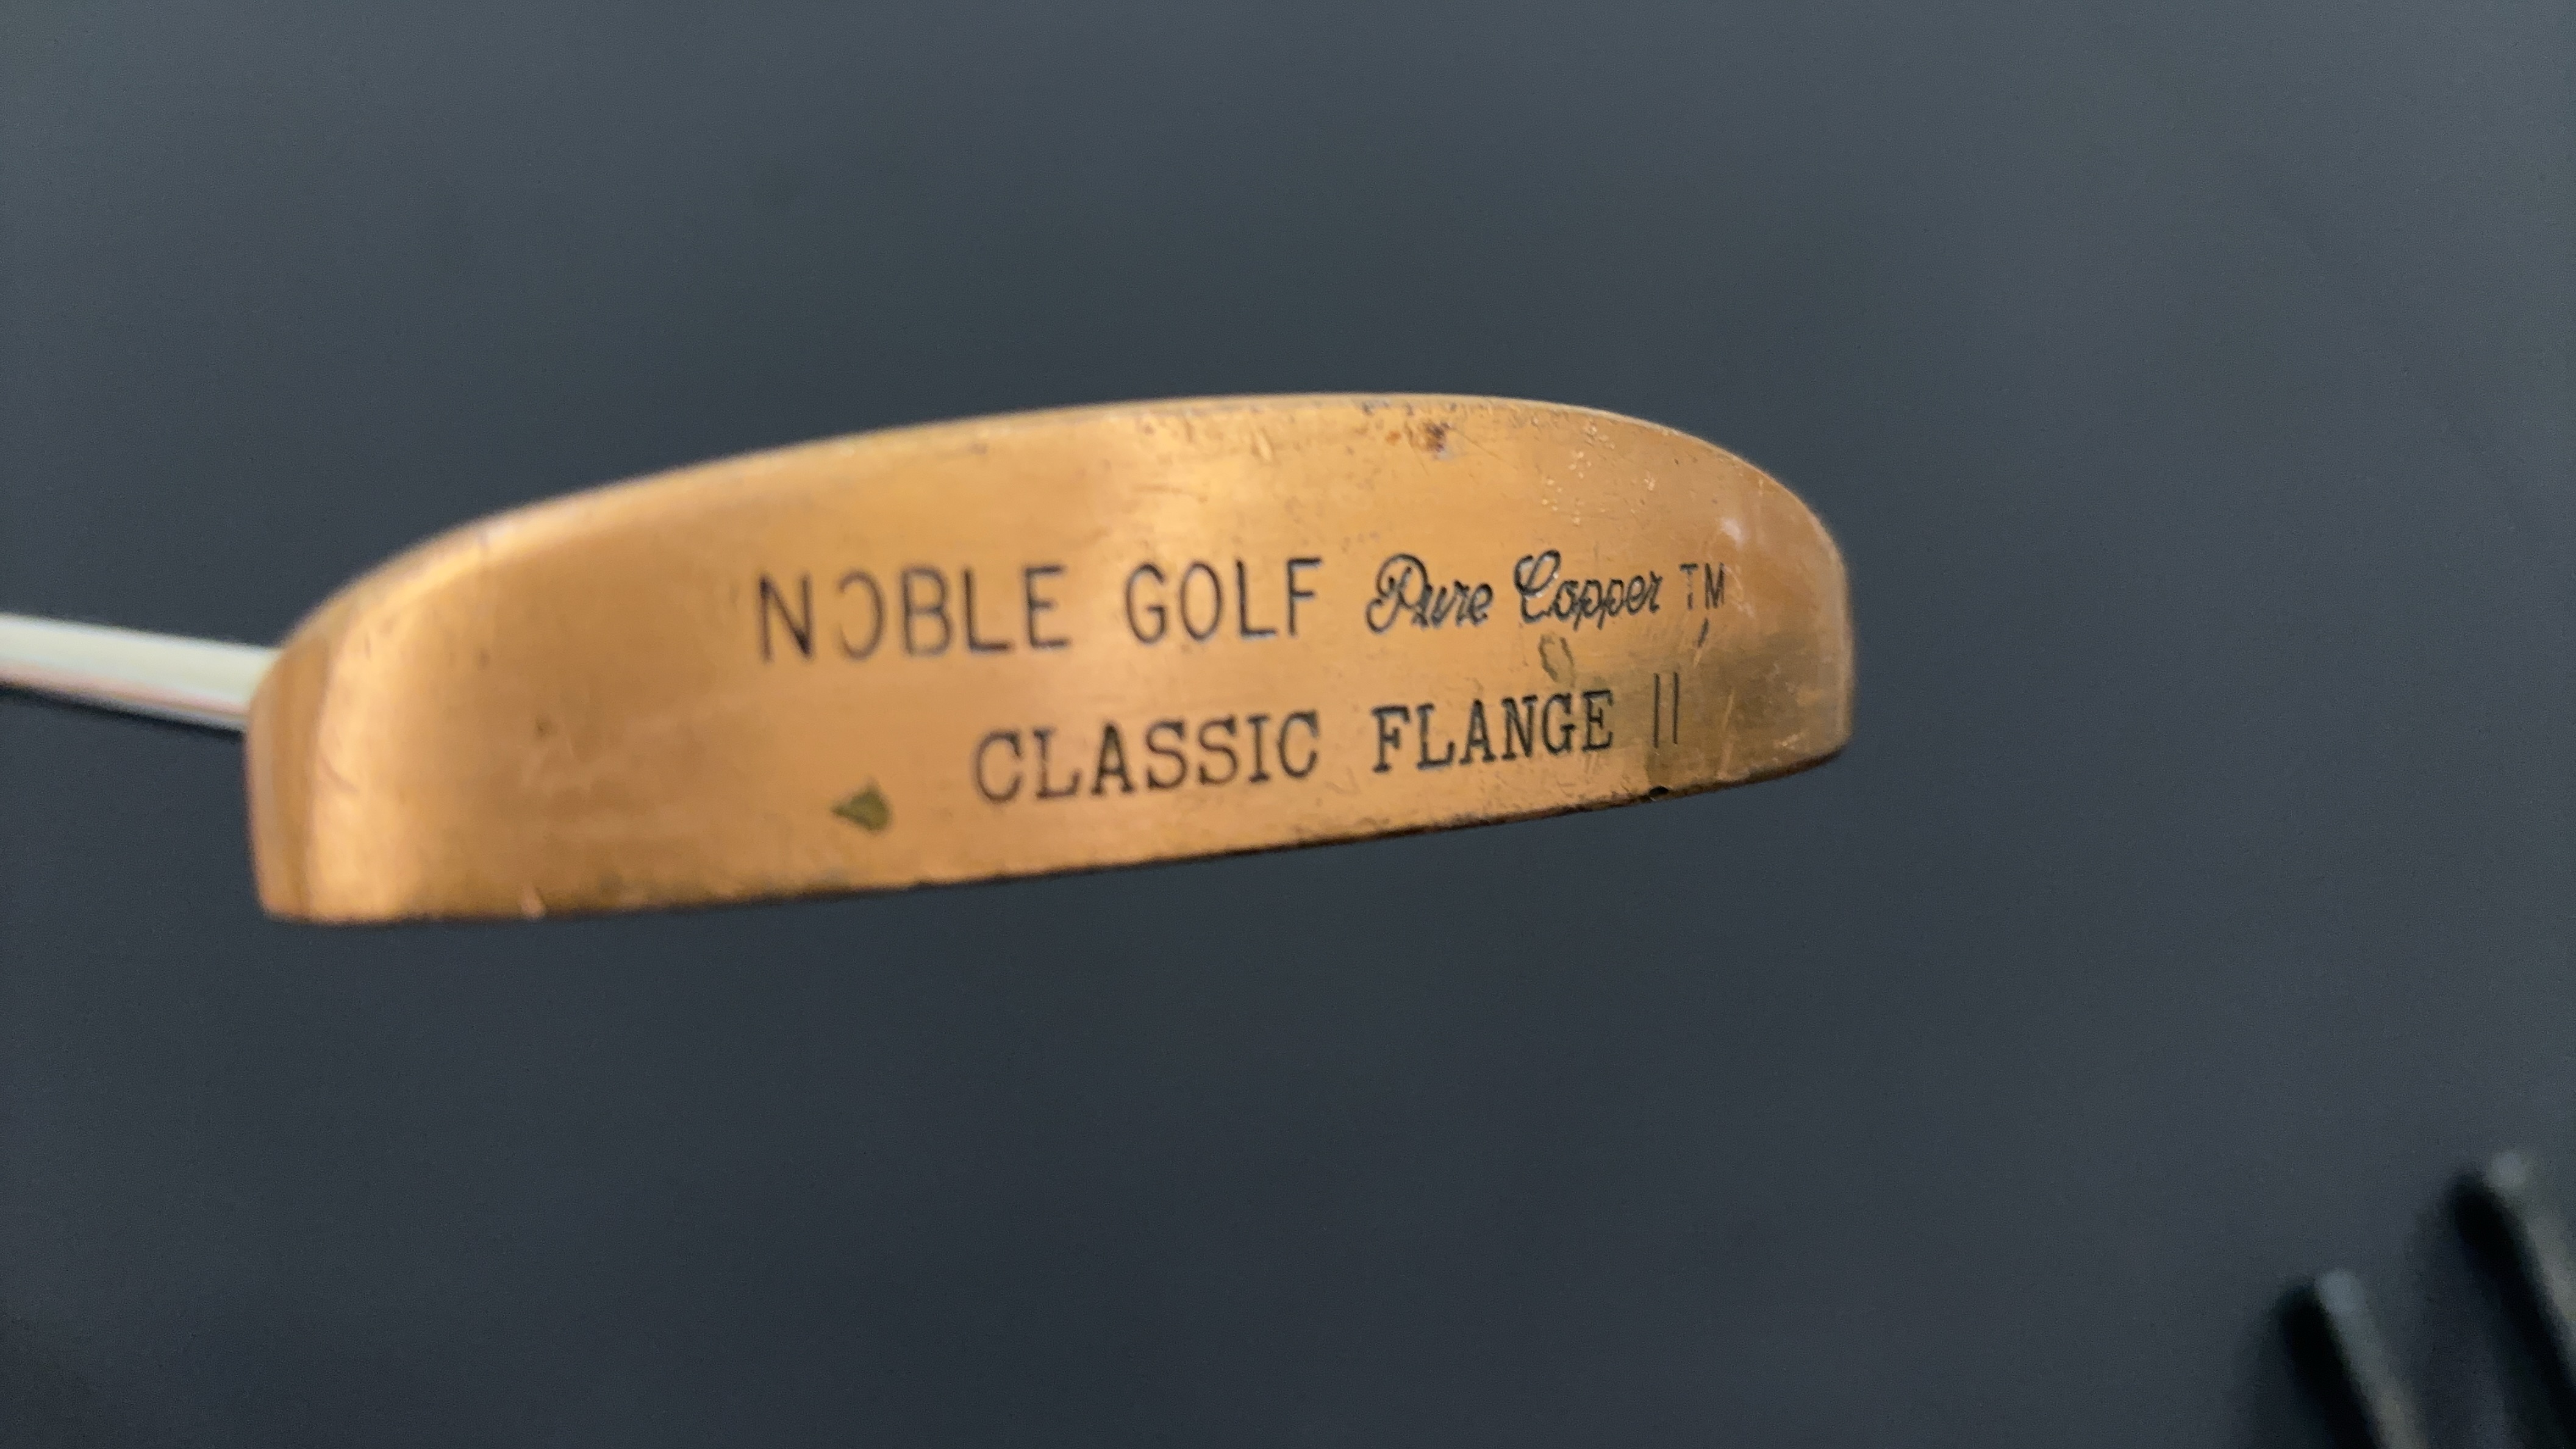 NOBLE GOLF Pure Copper TM
CLASSIC FLANGE II